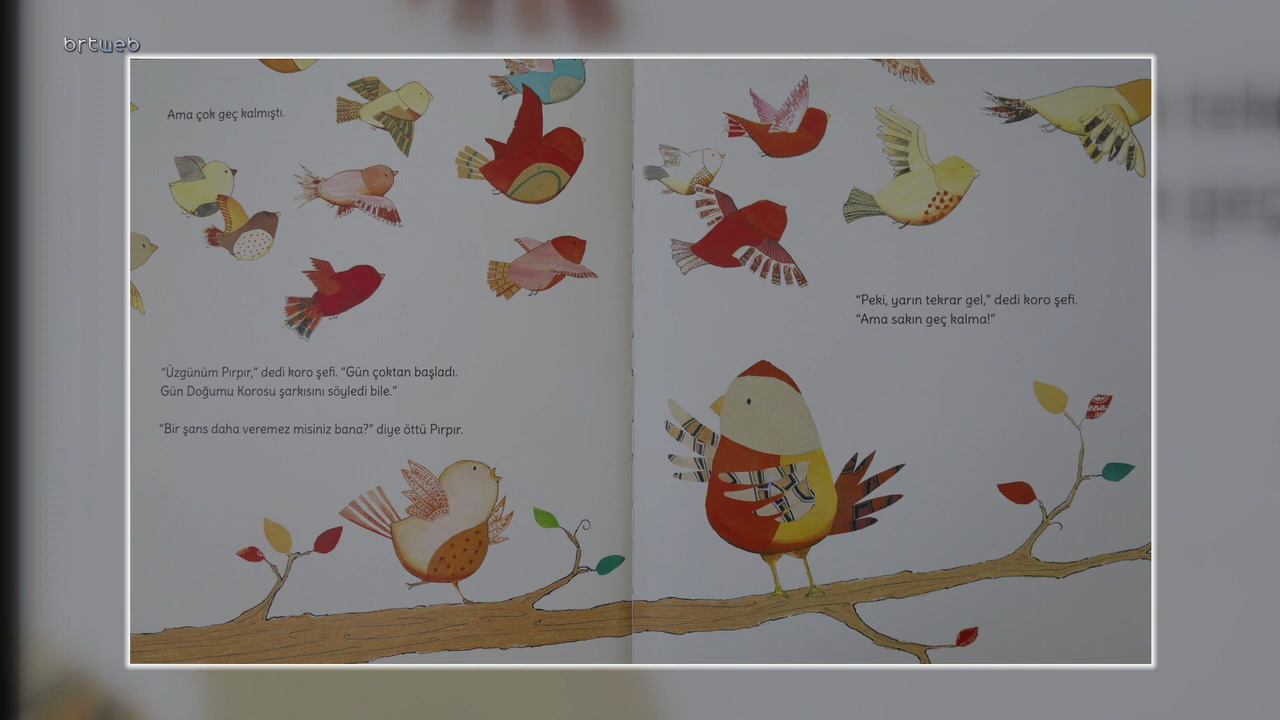 brtweb
Ama çok geç kalmıştı.
“Üzgünüm Pırpır,” dedi koro şefi. “Gün çoktan başladı.
Gün Doğumu Korosu şarkısını söyledi bile.”
“Bir şans daha veremez misiniz bana?” diye öttü Pırpır.
“Peki, yarın tekrar gel,” dedi koro şefi.
“Ama sakın geç kalma!”